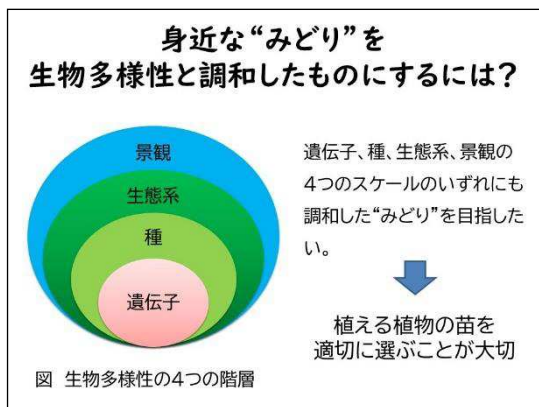 身近な“みどり”を
生物多様性と調和したものにするには?
景観
生態系
種
遺伝子
図 生物多様性の4つの階層
遺伝子、種、生態系、景観の
4つのスケールのいずれにも
調和した“みどり”を目指した
い。
植える植物の苗を
適切に選ぶことが大切